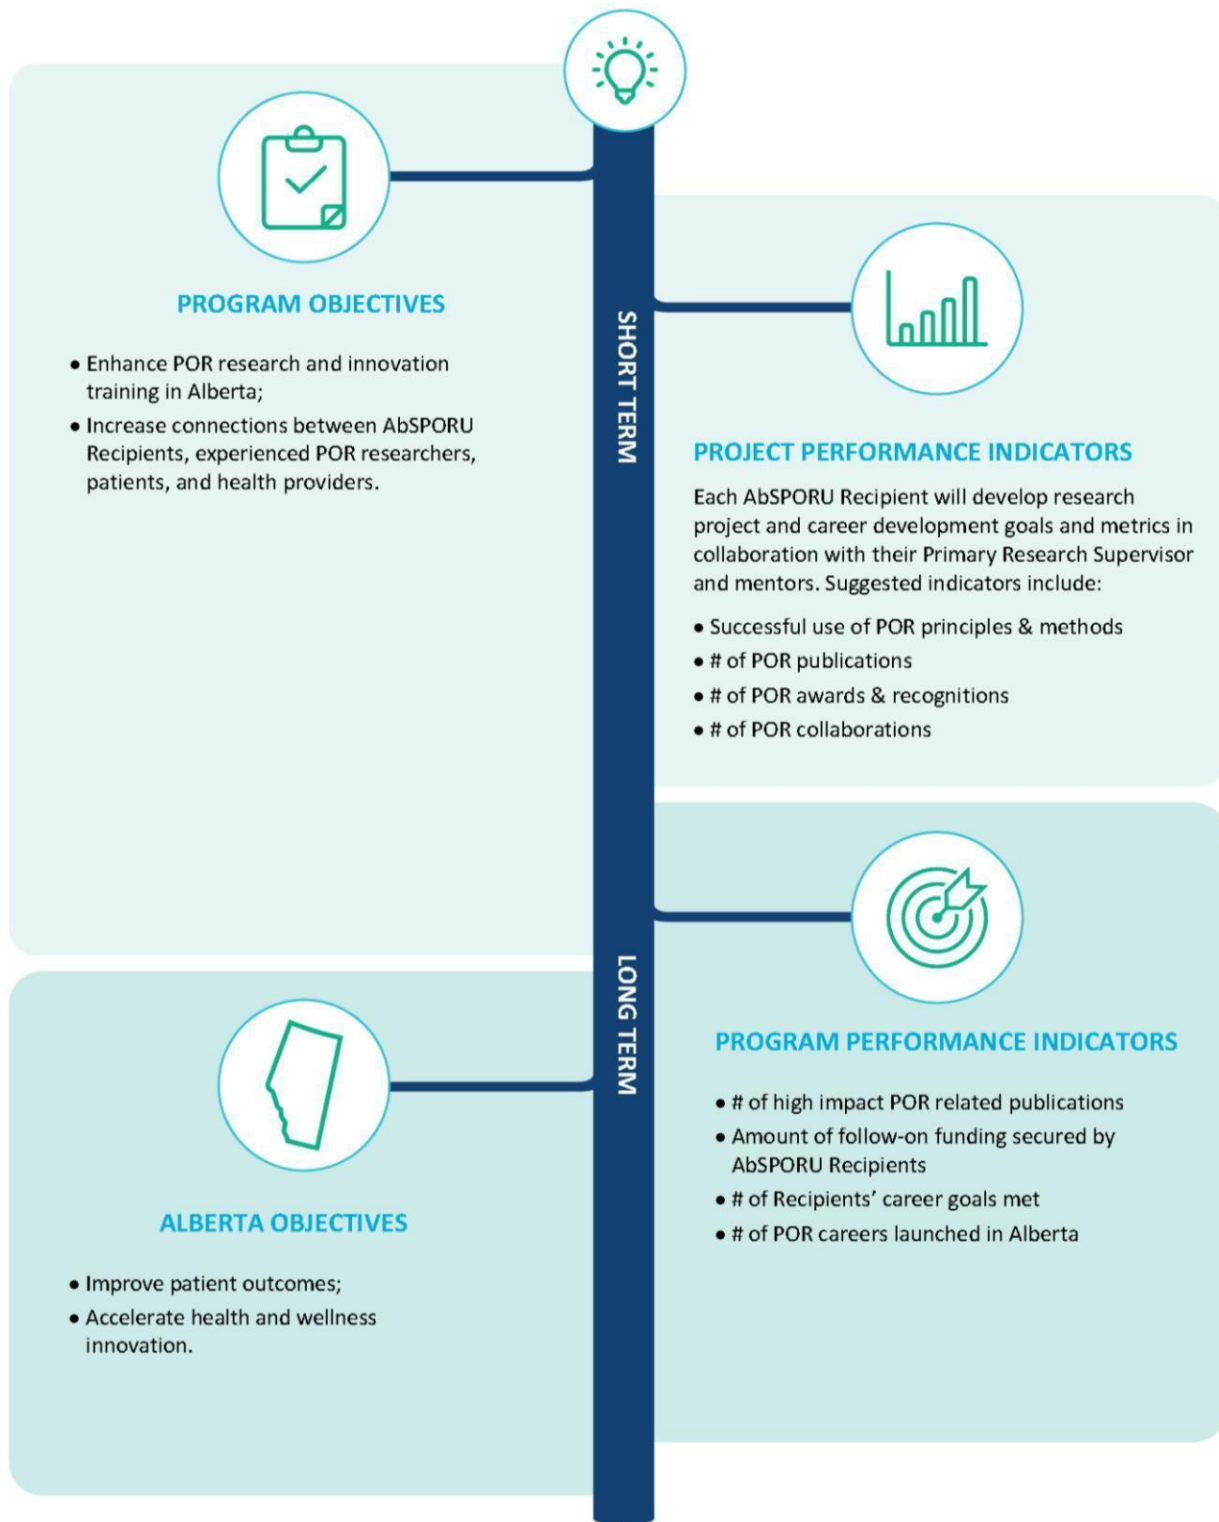 PROGRAM OBJECTIVES
● Enhance POR research and innovation
training in Alberta;
● Increase connections between AbSPORU
Recipients, experienced POR researchers,
patients, and health providers.
SHORT TERM
PROJECT PERFORMANCE INDICATORS
Each AbSPORU Recipient will develop research
project and career development goals and metrics in
collaboration with their Primary Research Supervisor
and mentors. Suggested indicators include:
● Successful use of POR principles & methods
● # of POR publications
● # of POR awards & recognitions
● # of POR collaborations
LONG TERM
PROGRAM PERFORMANCE INDICATORS
● # of high impact POR related publications
● Amount of follow-on funding secured by
AbSPORU Recipients
● # of Recipients’ career goals met
● # of POR careers launched in Alberta
ALBERTA OBJECTIVES
● Improve patient outcomes;
● Accelerate health and wellness
innovation.